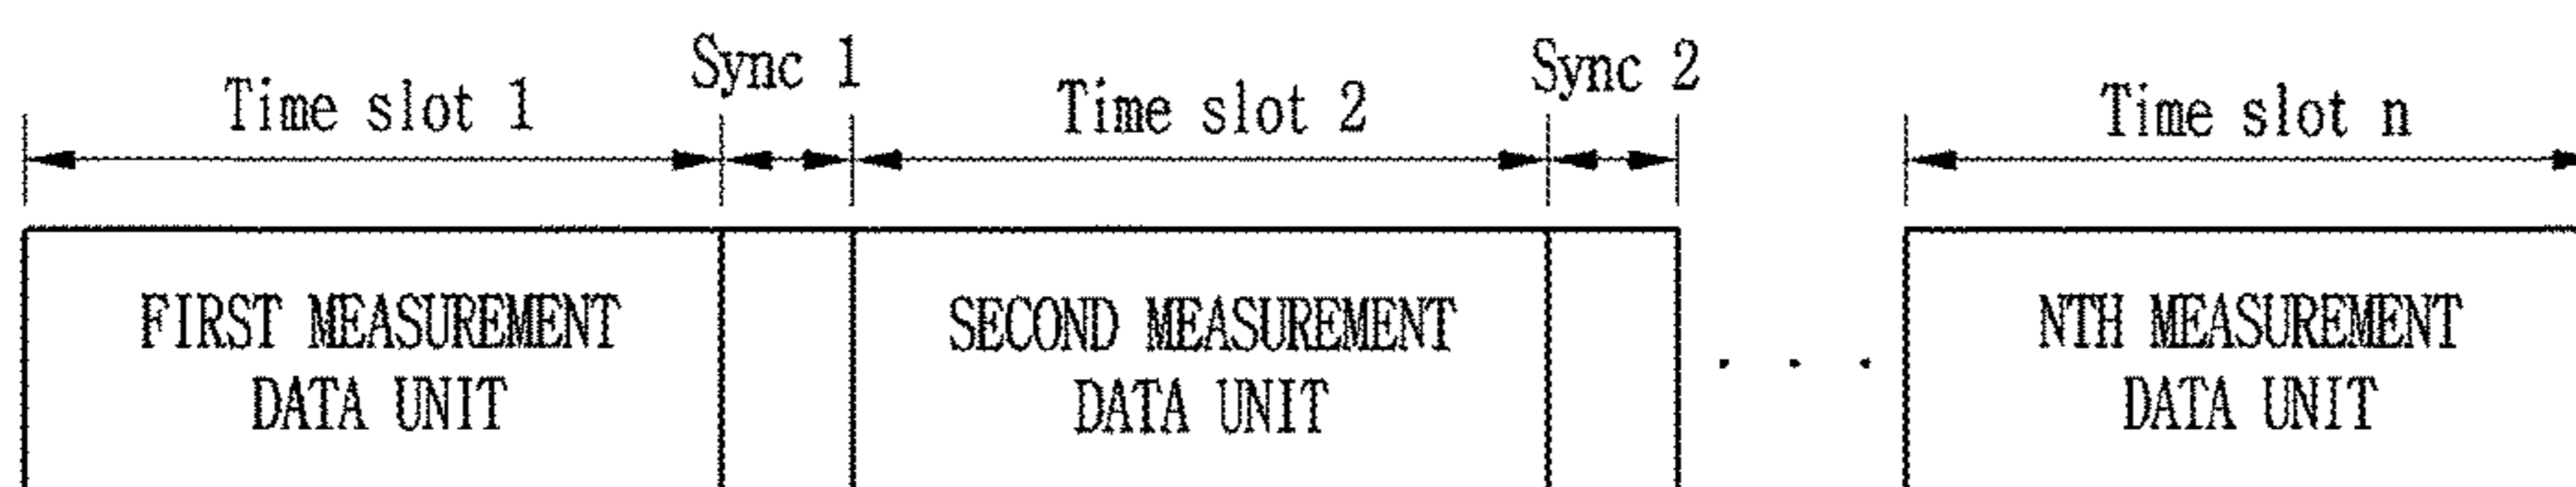 Time slot 1
Sync 1
Time slot 2
Sync 2
Time slot n
FIRST MEASUREMENT
DATA UNIT
SECOND MEASUREMENT
DATA UNIT
. . .
NTH MEASUREMENT
DATA UNIT